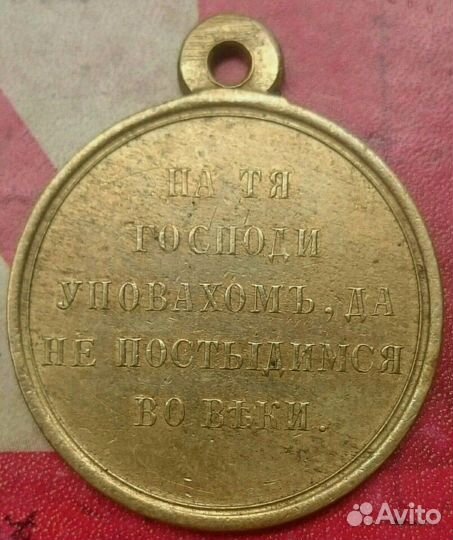 НА ТЯ
ГОСПОДИ
УПОВАХОМЪ, ДА
НЕ ПОСТЫДИМСЯ
ВО ВѢКИ.
Avito